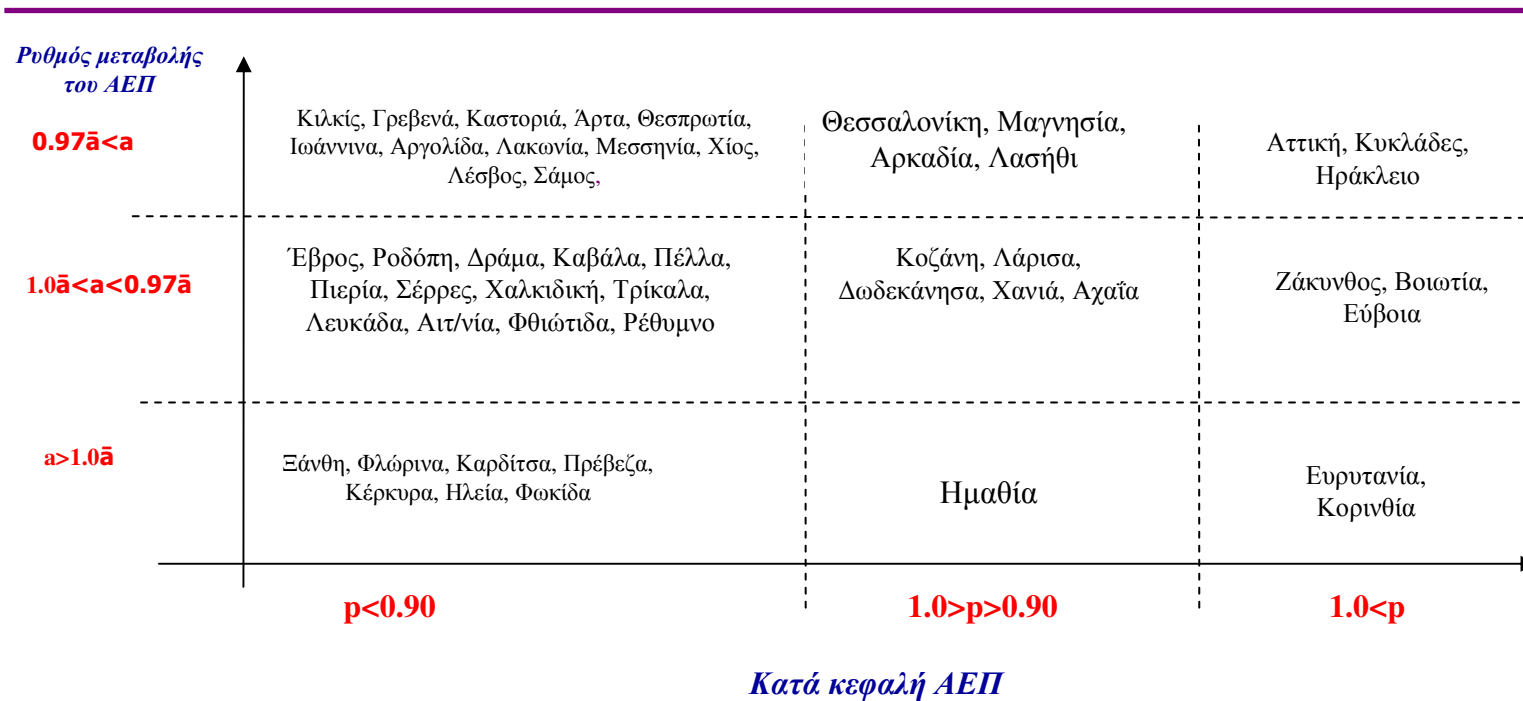 Ρυθμός μεταβολής
του ΑΕΠ
0.97ā<a
Κιλκίς, Γρεβενά, Καστοριά, Άρτα, Θεσπρωτία,
Ιωάννινα, Αργολίδα, Λακωνία, Μεσσηνία, Χίος,
Λέσβος, Σάμος,
Θεσσαλονίκη, Μαγνησία,
Αρκαδία, Λασήθι
Αττική, Κυκλάδες,
Ηράκλειο
1.0ā<a<0.97ā
Έβρος, Ροδόπη, Δράμα, Καβάλα, Πέλλα,
Πιερία, Σέρρες, Χαλκιδική, Τρίκαλα,
Λευκάδα, Αιτ/νία, Φθιώτιδα, Ρέθυμνο
Κοζάνη, Λάρισα,
Δωδεκάνησα, Χανιά, Αχαΐα
Ζάκυνθος, Βοιωτία,
Εύβοια
a>1.0ā
Ξάνθη, Φλώρινα, Καρδίτσα, Πρέβεζα,
Κέρκυρα, Ηλεία, Φωκίδα
Ημαθία
Ευρυτανία,
Κορινθία
p<0.90
1.0>p>0.90
1.0<p
Κατά κεφαλή ΑΕΠ